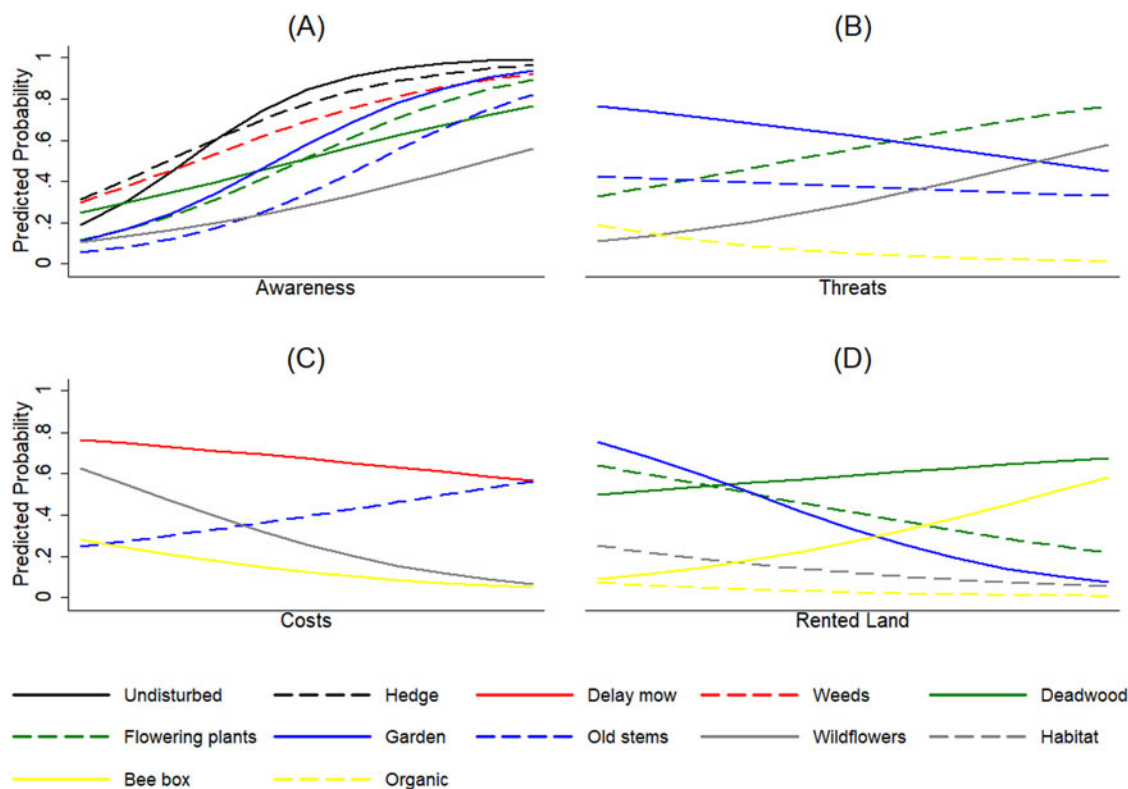 (A) (B)
Predicted Probability
1
.8
.6
.4
.2
0
Awareness Threats
(C) (D)
Predicted Probability
1
.8
.6
.4
.2
0
Costs Rented Land
Undisturbed Hedge Delay mow Weeds Deadwood
Flowering plants Garden Old stems Wildflowers Habitat
Bee box Organic